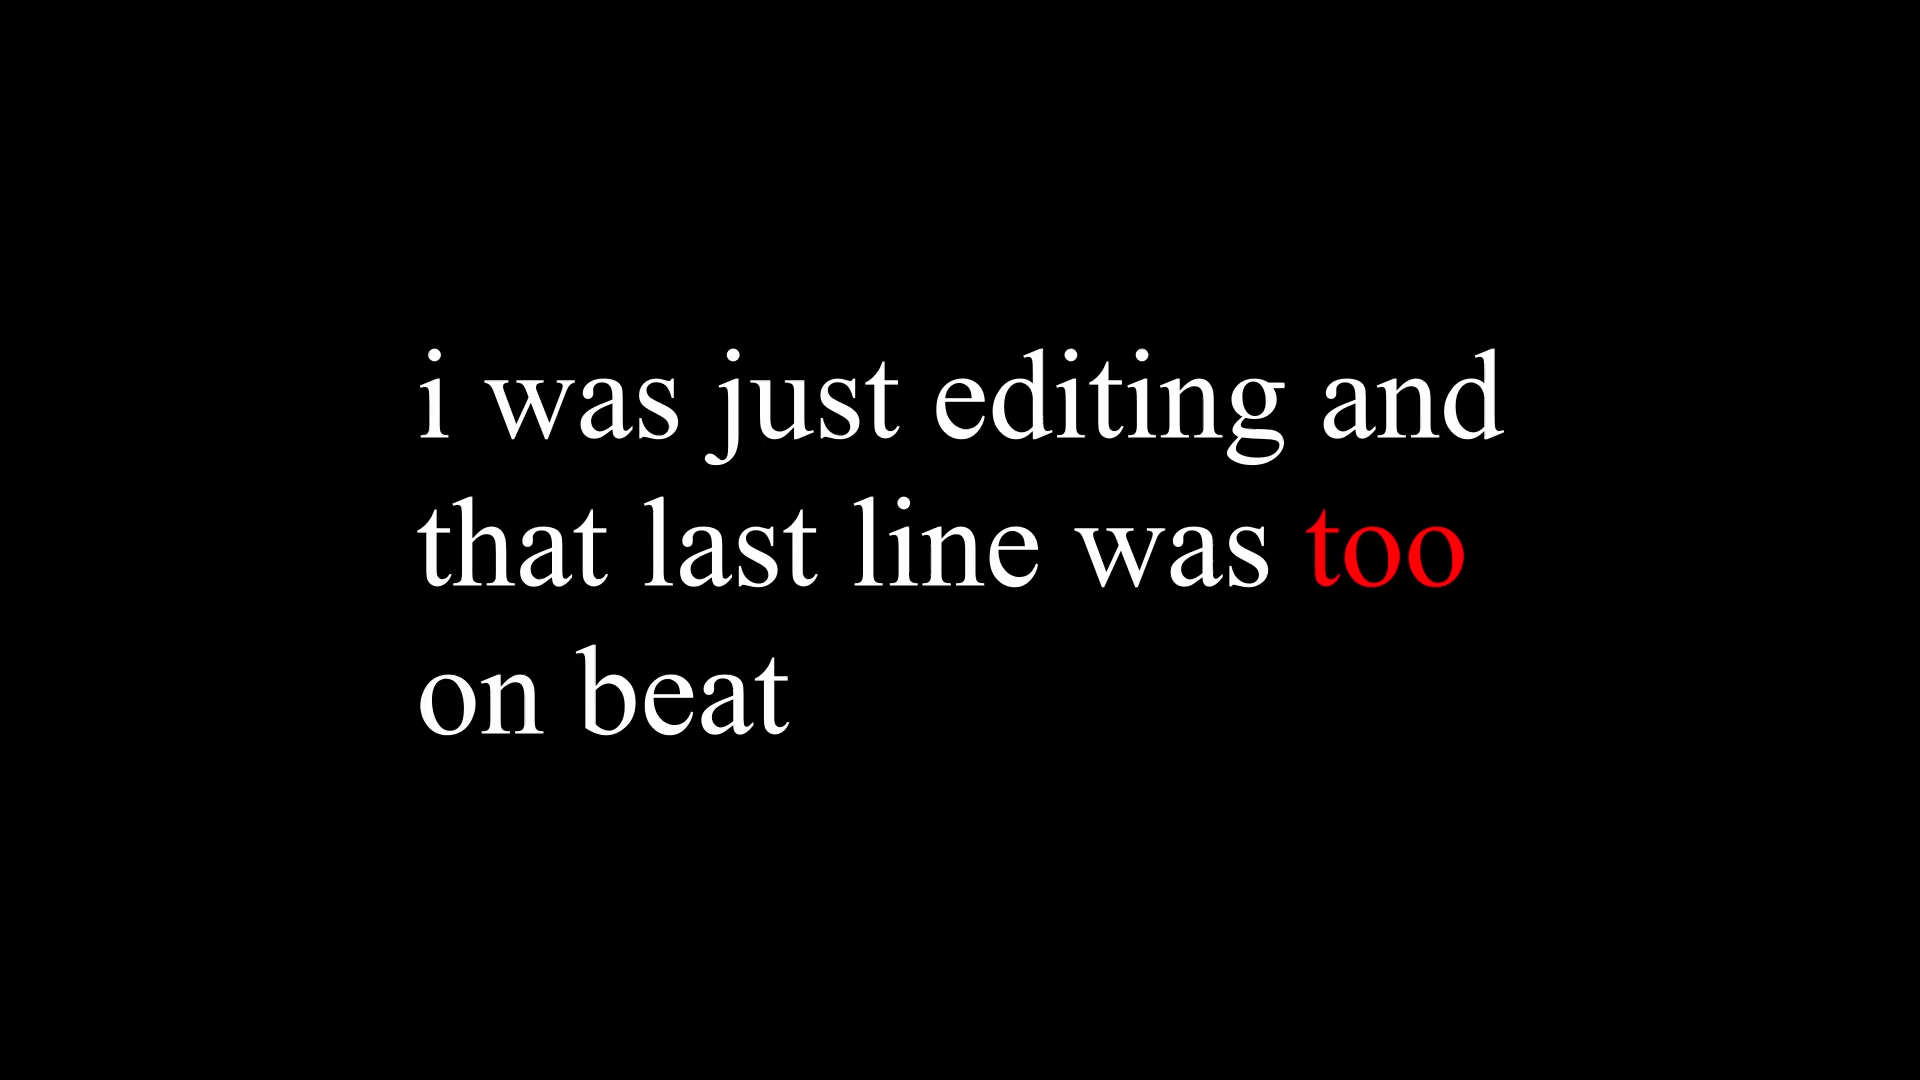 i was just editing and
that last line was too
on beat